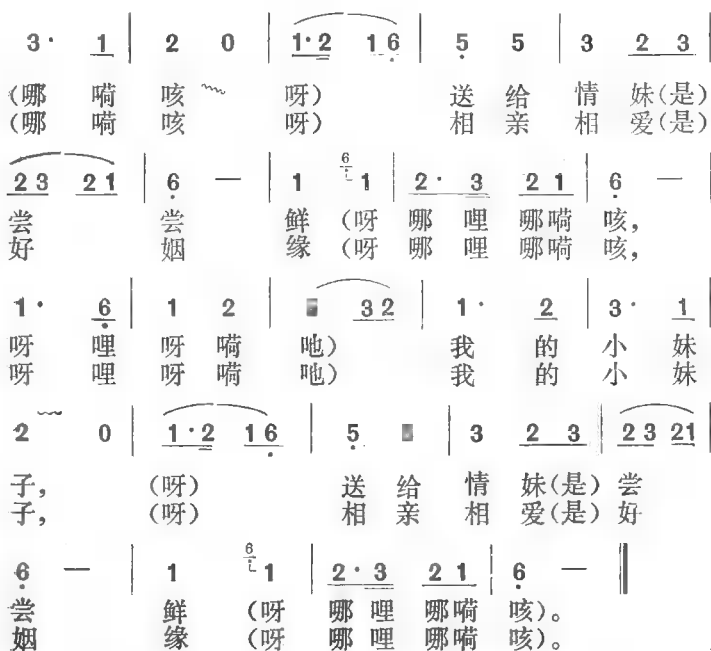 3· 1 | 2 0 | 1·2 16 | 5 5 | 3 2 3 |
(哪 嗬 咳 呀) 送 给 情 妹(是)
(哪 嗬 咳 呀) 相 亲 相 爱(是)
23 21 | 6 — | 1 6 1 | 2· 3 2 1 | 6 — |
尝 尝 鲜 (呀 哪 哩 哪嗬 咳,
好 姻 缘 (呀 哪 哩 哪嗬 咳,
1· 6 | 1 2 | 32 | 1· 2 | 3· 1 |
呀 哩 呀 嗬 吔) 我 的 小 妹
呀 哩 呀 嗬 吔) 我 的 小 妹
2 0 | 1·2 16 | 5 | 3 2 3 | 23 21 |
子, (呀) 送 给 情 妹(是) 尝
子, (呀) 相 亲 相 爱(是) 好
6 — | 1 6 1 | 2·3 2 1 | 6 — ‖
尝 鲜 (呀 哪 哩 哪嗬 咳)。
姻 缘 (呀 哪 哩 哪嗬 咳)。